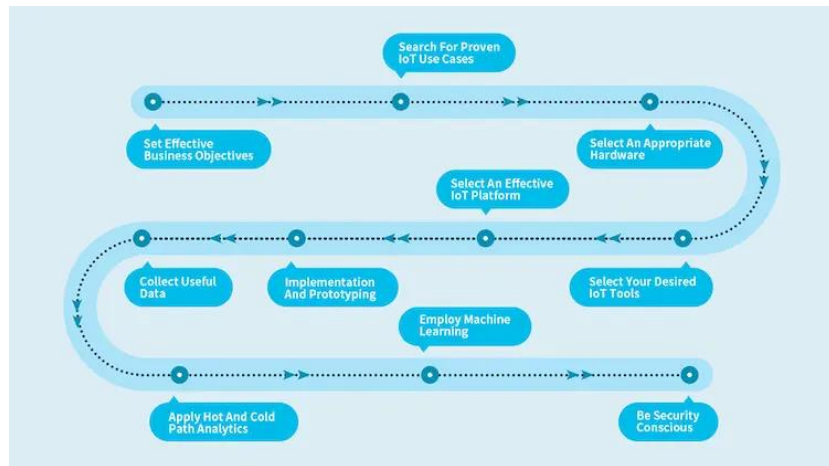 Search For Proven
IoT Use Cases
Set Effective
Business Objectives
Select An Appropriate
Hardware
Select An Effective
IoT Platform
Collect Useful
Data
Implementation
And Prototyping
Select Your Desired
IoT Tools
Employ Machine
Learning
Apply Hot And Cold
Path Analytics
Be Security
Conscious